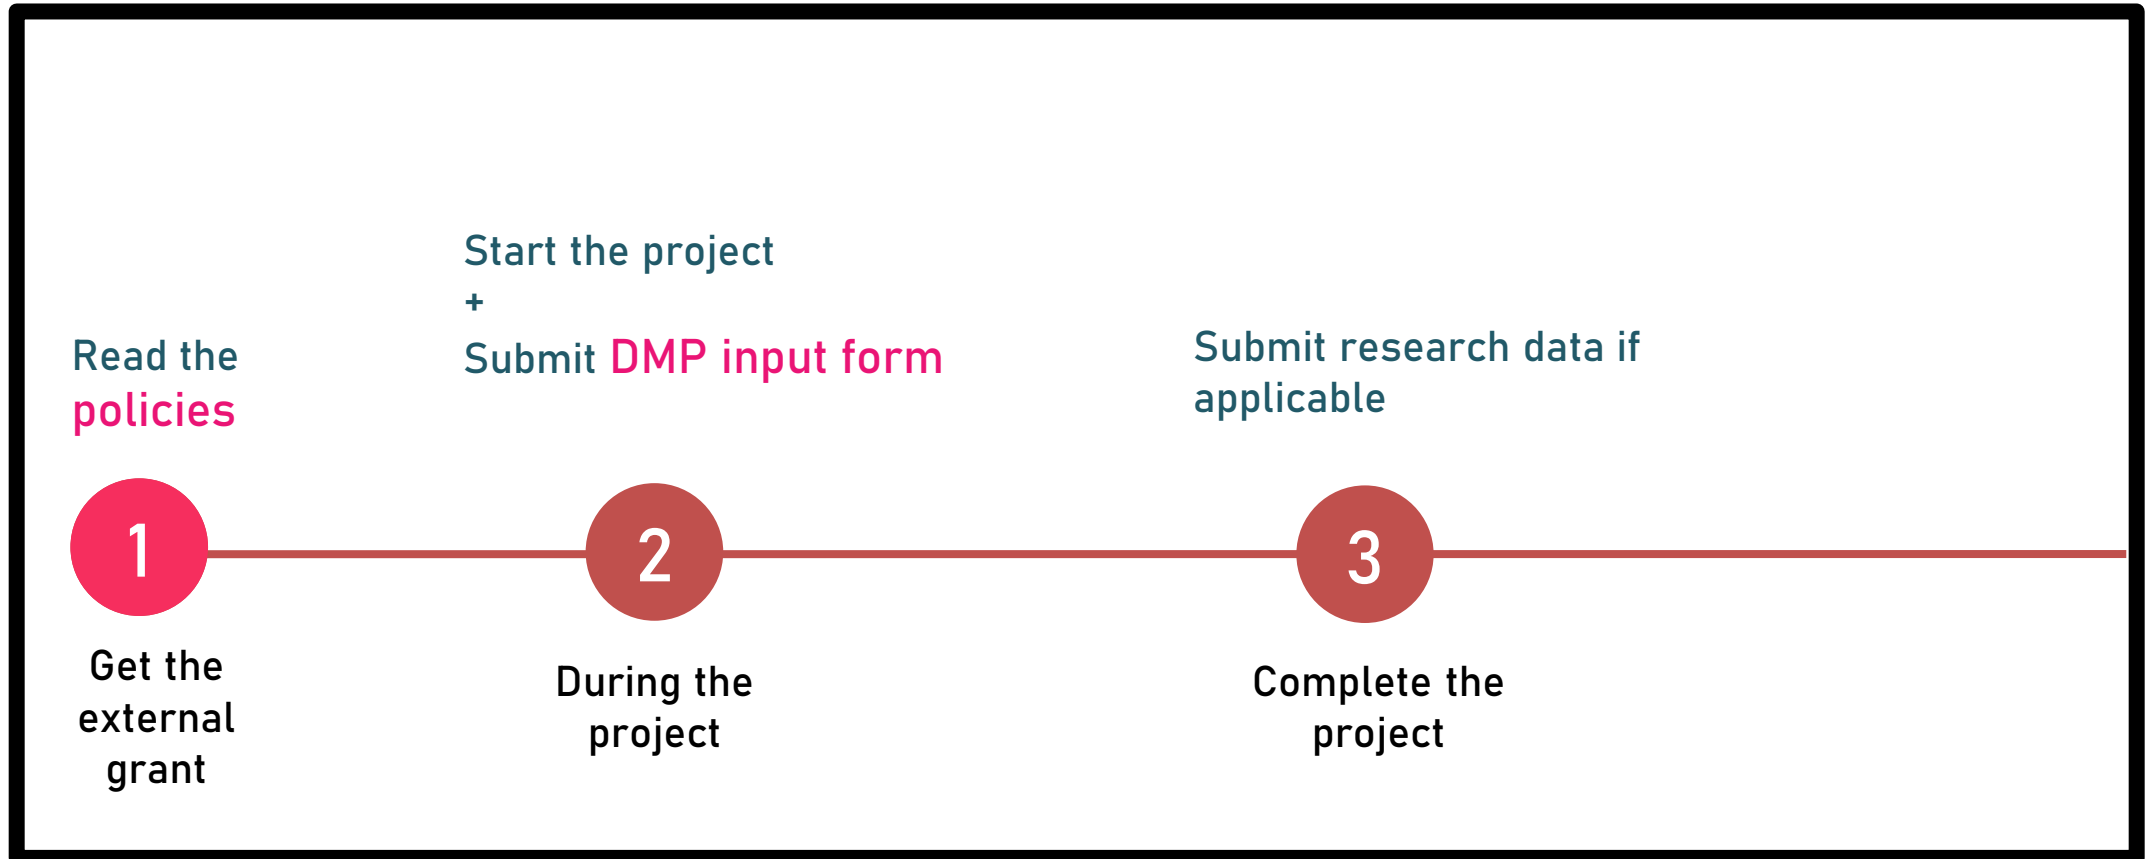 Read the
policies
1
Get the
external
grant
Start the project
+
Submit DMP input form
2
During the
project
Submit research data if
applicable
3
Complete the
project